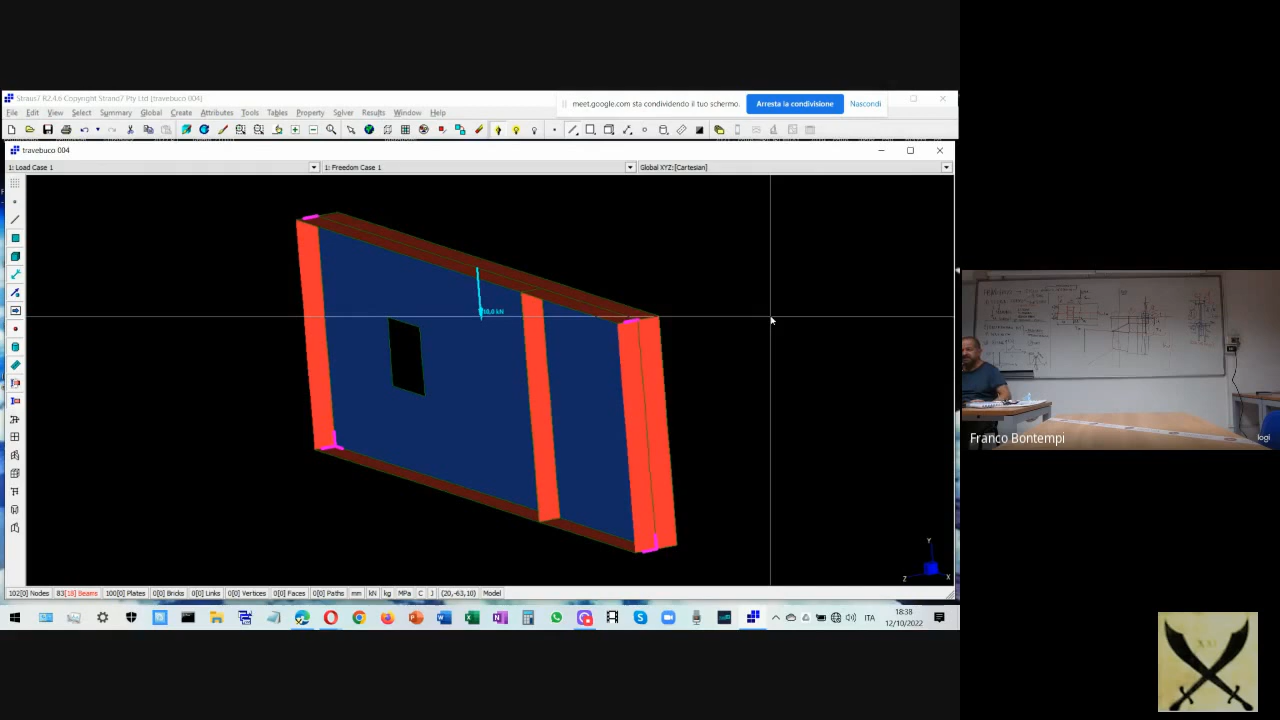 Straus7 R2.4.6 Copyright Strand7 Pty Ltd [travebuco 004]
meet.google.com sta condividendo il tuo schermo.
Arresta la condivisione
Nascondi
File Edit View Select Summary Global Create Attributes Tools Tables Property Solver Results Window Help
travebuco 004
1: Load Case 1
1: Freedom Case 1
Global XYZ:[Cartesian]
Y
Z
X
Franco Bontempi
logi
102[0] Nodes 83[18] Beams 100[0] Plates 0[0] Bricks 0[0] Links 0[0] Vertices 0[0] Faces 0[0] Paths mm kN kg MPa C J (20,-63,10) Model
ITA
18:38
12/10/2022
XXI